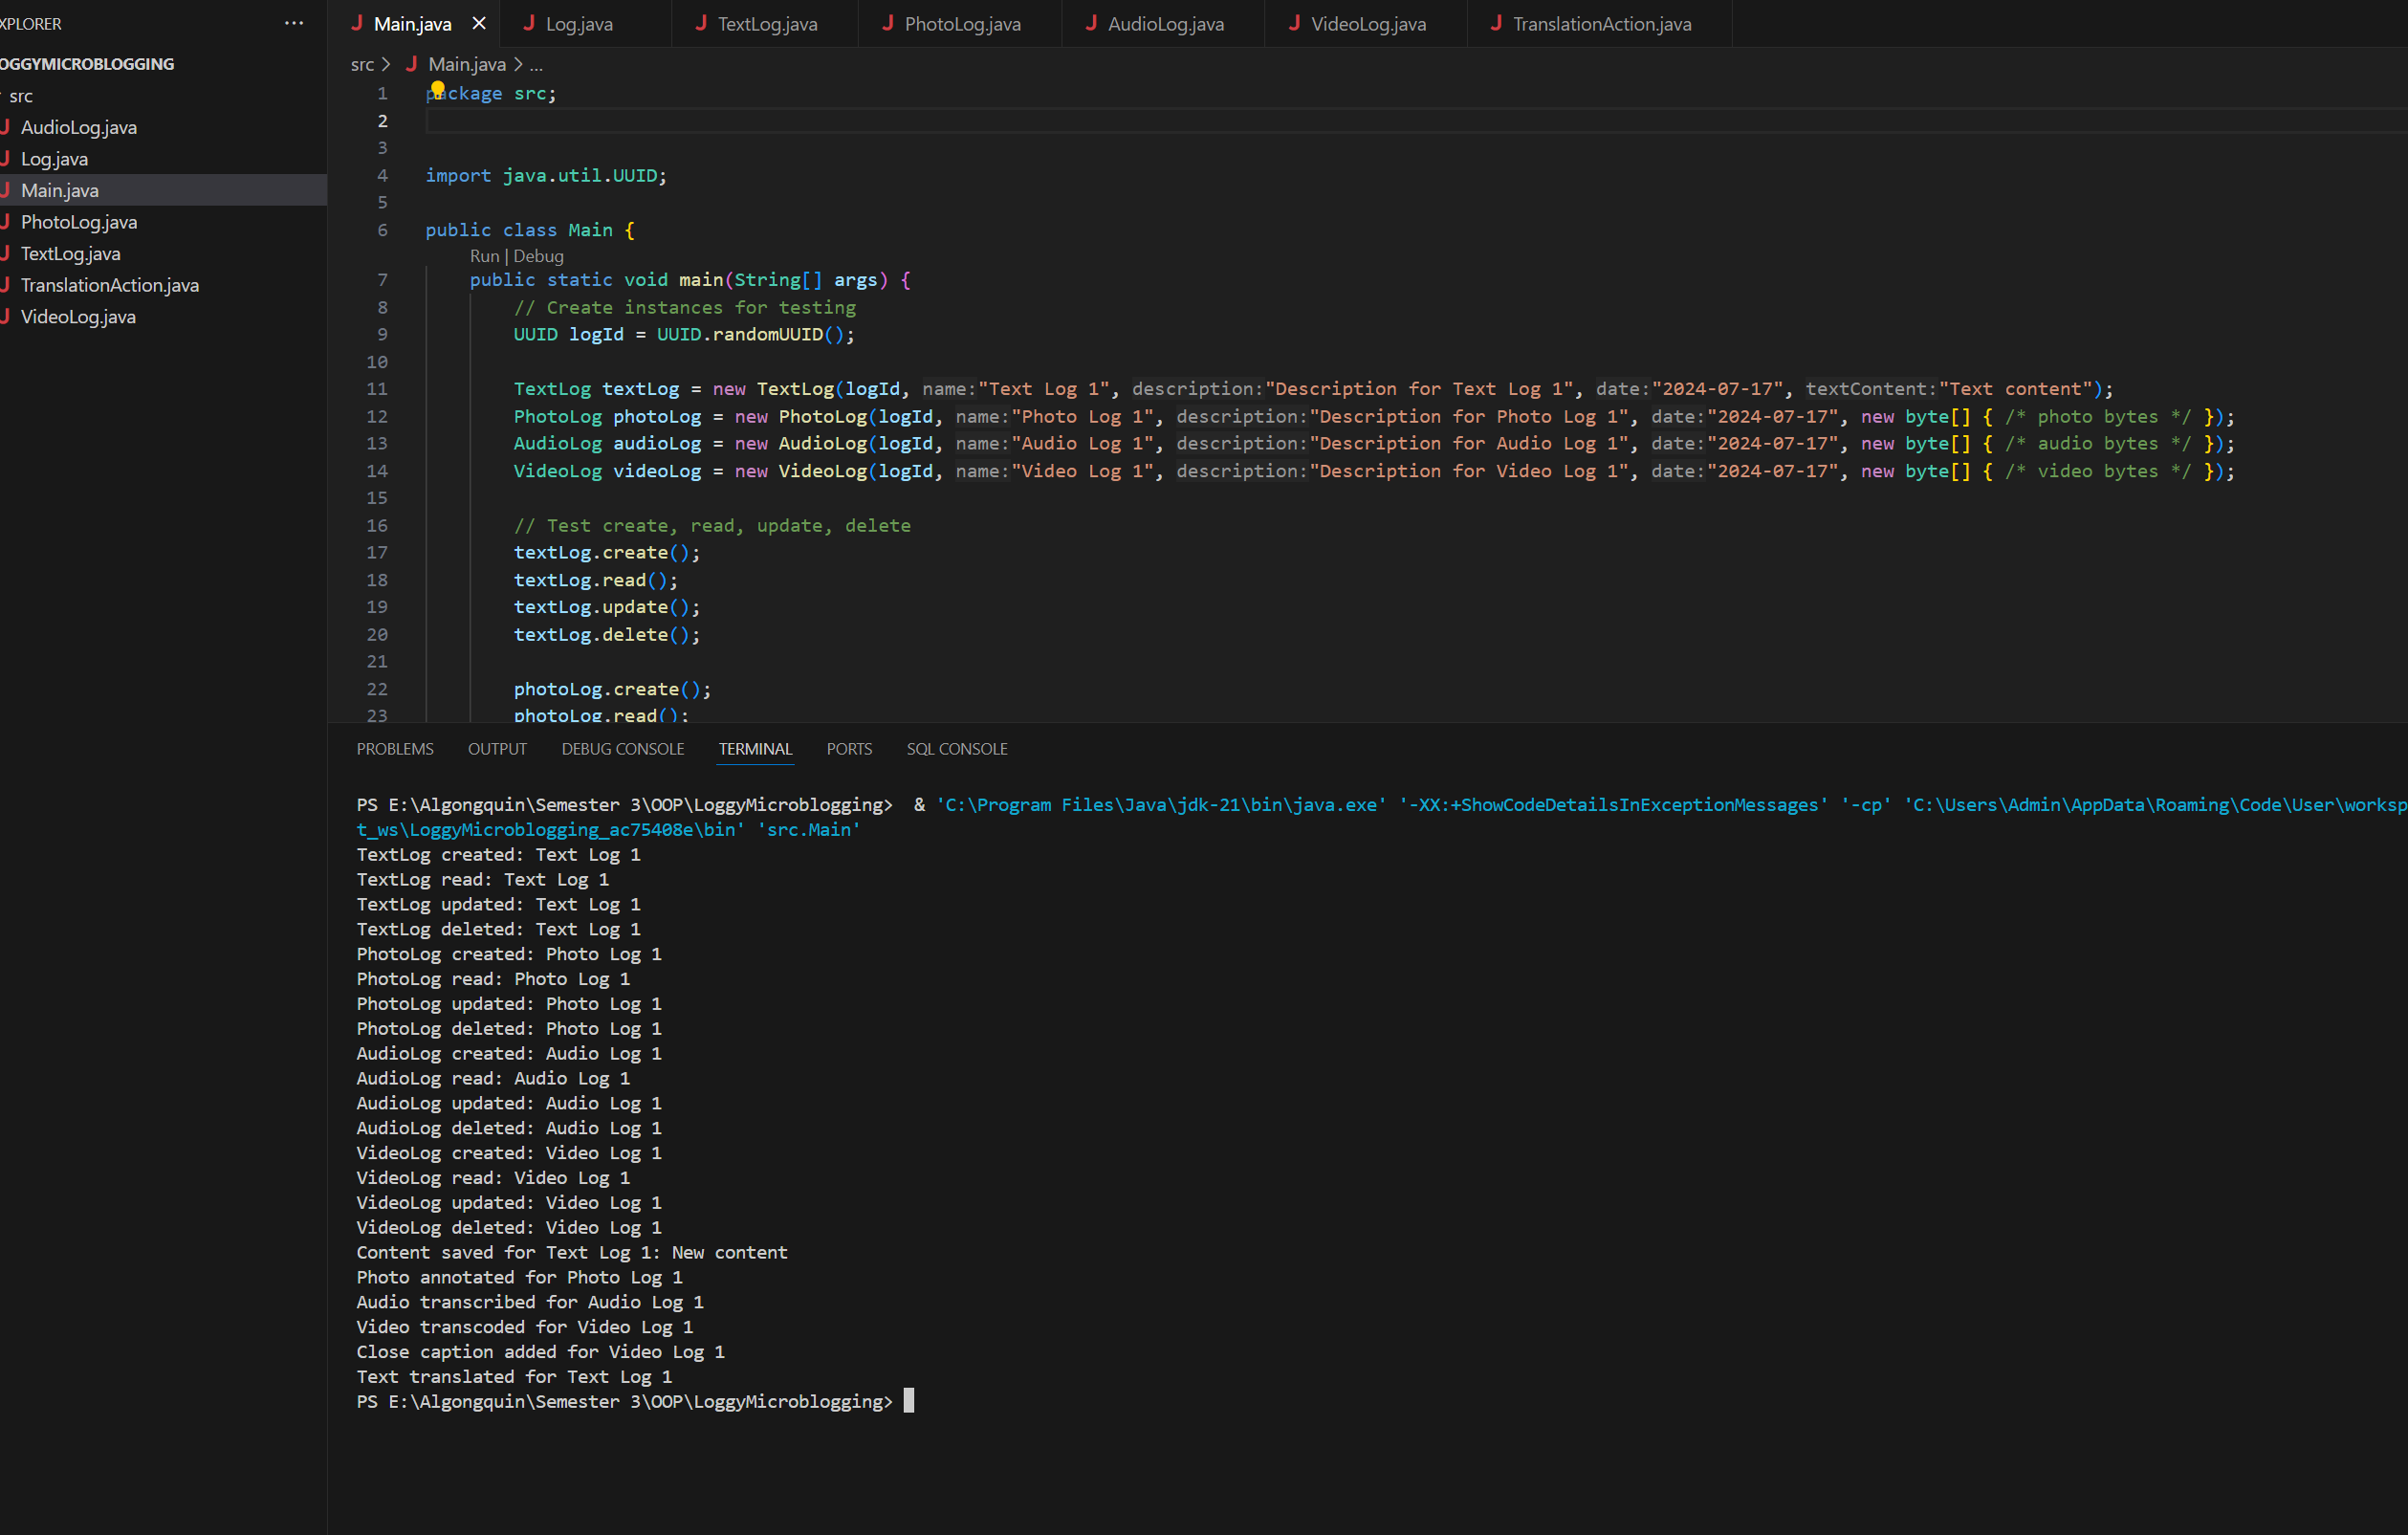 XPLORER ···
OGGYMICROBLOGGING
src
J AudioLog.java
J Log.java
J Main.java
J PhotoLog.java
J TextLog.java
J TranslationAction.java
J VideoLog.java
J Main.java × J Log.java J TextLog.java J PhotoLog.java J AudioLog.java J VideoLog.java J TranslationAction.java
src > J Main.java > ...
1 package src;
2
3
4 import java.util.UUID;
5
6 public class Main {
Run | Debug
7 public static void main(String[] args) {
8 // Create instances for testing
9 UUID logId = UUID.randomUUID();
10
11 TextLog textLog = new TextLog(logId, name:"Text Log 1", description:"Description for Text Log 1", date:"2024-07-17", textContent:"Text content");
12 PhotoLog photoLog = new PhotoLog(logId, name:"Photo Log 1", description:"Description for Photo Log 1", date:"2024-07-17", new byte[] { /* photo bytes */ });
13 AudioLog audioLog = new AudioLog(logId, name:"Audio Log 1", description:"Description for Audio Log 1", date:"2024-07-17", new byte[] { /* audio bytes */ });
14 VideoLog videoLog = new VideoLog(logId, name:"Video Log 1", description:"Description for Video Log 1", date:"2024-07-17", new byte[] { /* video bytes */ });
15
16 // Test create, read, update, delete
17 textLog.create();
18 textLog.read();
19 textLog.update();
20 textLog.delete();
21
22 photoLog.create();
23 photoLog.read();
PROBLEMS OUTPUT DEBUG CONSOLE TERMINAL PORTS SQL CONSOLE
PS E:\Algongquin\Semester 3\OOP\LoggyMicroblogging> & 'C:\Program Files\Java\jdk-21\bin\java.exe' '-XX:+ShowCodeDetailsInExceptionMessages' '-cp' 'C:\Users\Admin\AppData\Roaming\Code\User\worksp
t_ws\LoggyMicroblogging_ac75408e\bin' 'src.Main'
TextLog created: Text Log 1
TextLog read: Text Log 1
TextLog updated: Text Log 1
TextLog deleted: Text Log 1
PhotoLog created: Photo Log 1
PhotoLog read: Photo Log 1
PhotoLog updated: Photo Log 1
PhotoLog deleted: Photo Log 1
AudioLog created: Audio Log 1
AudioLog read: Audio Log 1
AudioLog updated: Audio Log 1
AudioLog deleted: Audio Log 1
VideoLog created: Video Log 1
VideoLog read: Video Log 1
VideoLog updated: Video Log 1
VideoLog deleted: Video Log 1
Content saved for Text Log 1: New content
Photo annotated for Photo Log 1
Audio transcribed for Audio Log 1
Video transcoded for Video Log 1
Close caption added for Video Log 1
Text translated for Text Log 1
PS E:\Algongquin\Semester 3\OOP\LoggyMicroblogging>